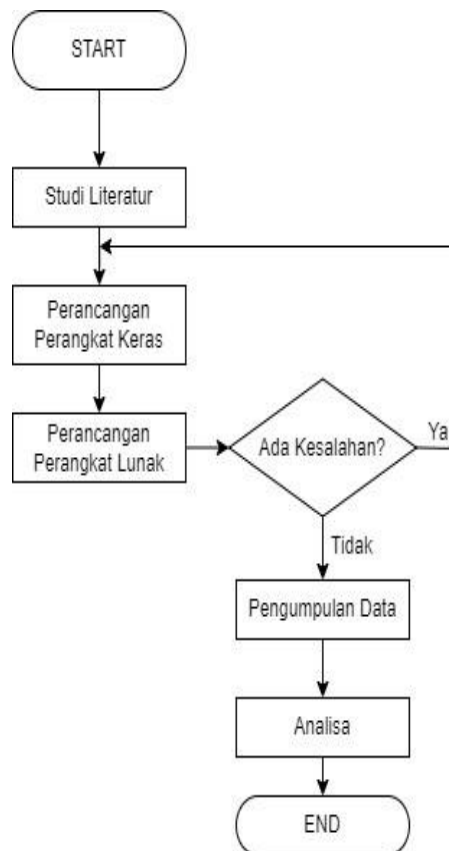 START
Studi Literatur
Perancangan
Perangkat Keras
Perancangan
Perangkat Lunak
Ada Kesalahan?
Ya
Tidak
Pengumpulan Data
Analisa
END